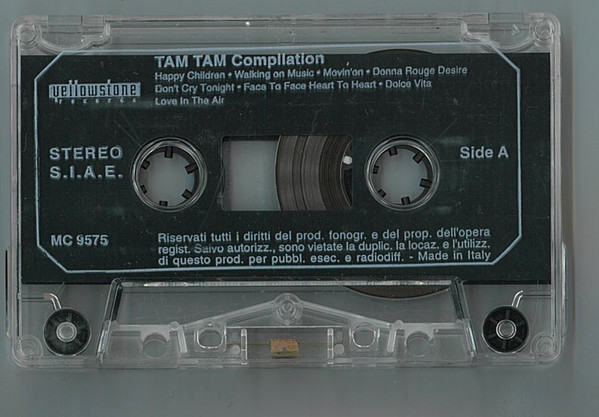 TAM TAM Compilation
yellowstone
records
Happy Children • Walking on Music • Movin'on • Donna Rouge Desire
Don't Cry Tonight • Face To Face Heart To Heart • Dolce Vita
Love In The Air
STEREO
S.I.A.E.
Side A
MC 9575
Riservati tutti i diritti del prod. fonogr. e del prop. dell'opera
regist. Salvo autorizz., sono vietate la duplic. la locaz. e l'utilizz.
di questo prod. per pubbl. esec. e radiodiff. - Made in Italy